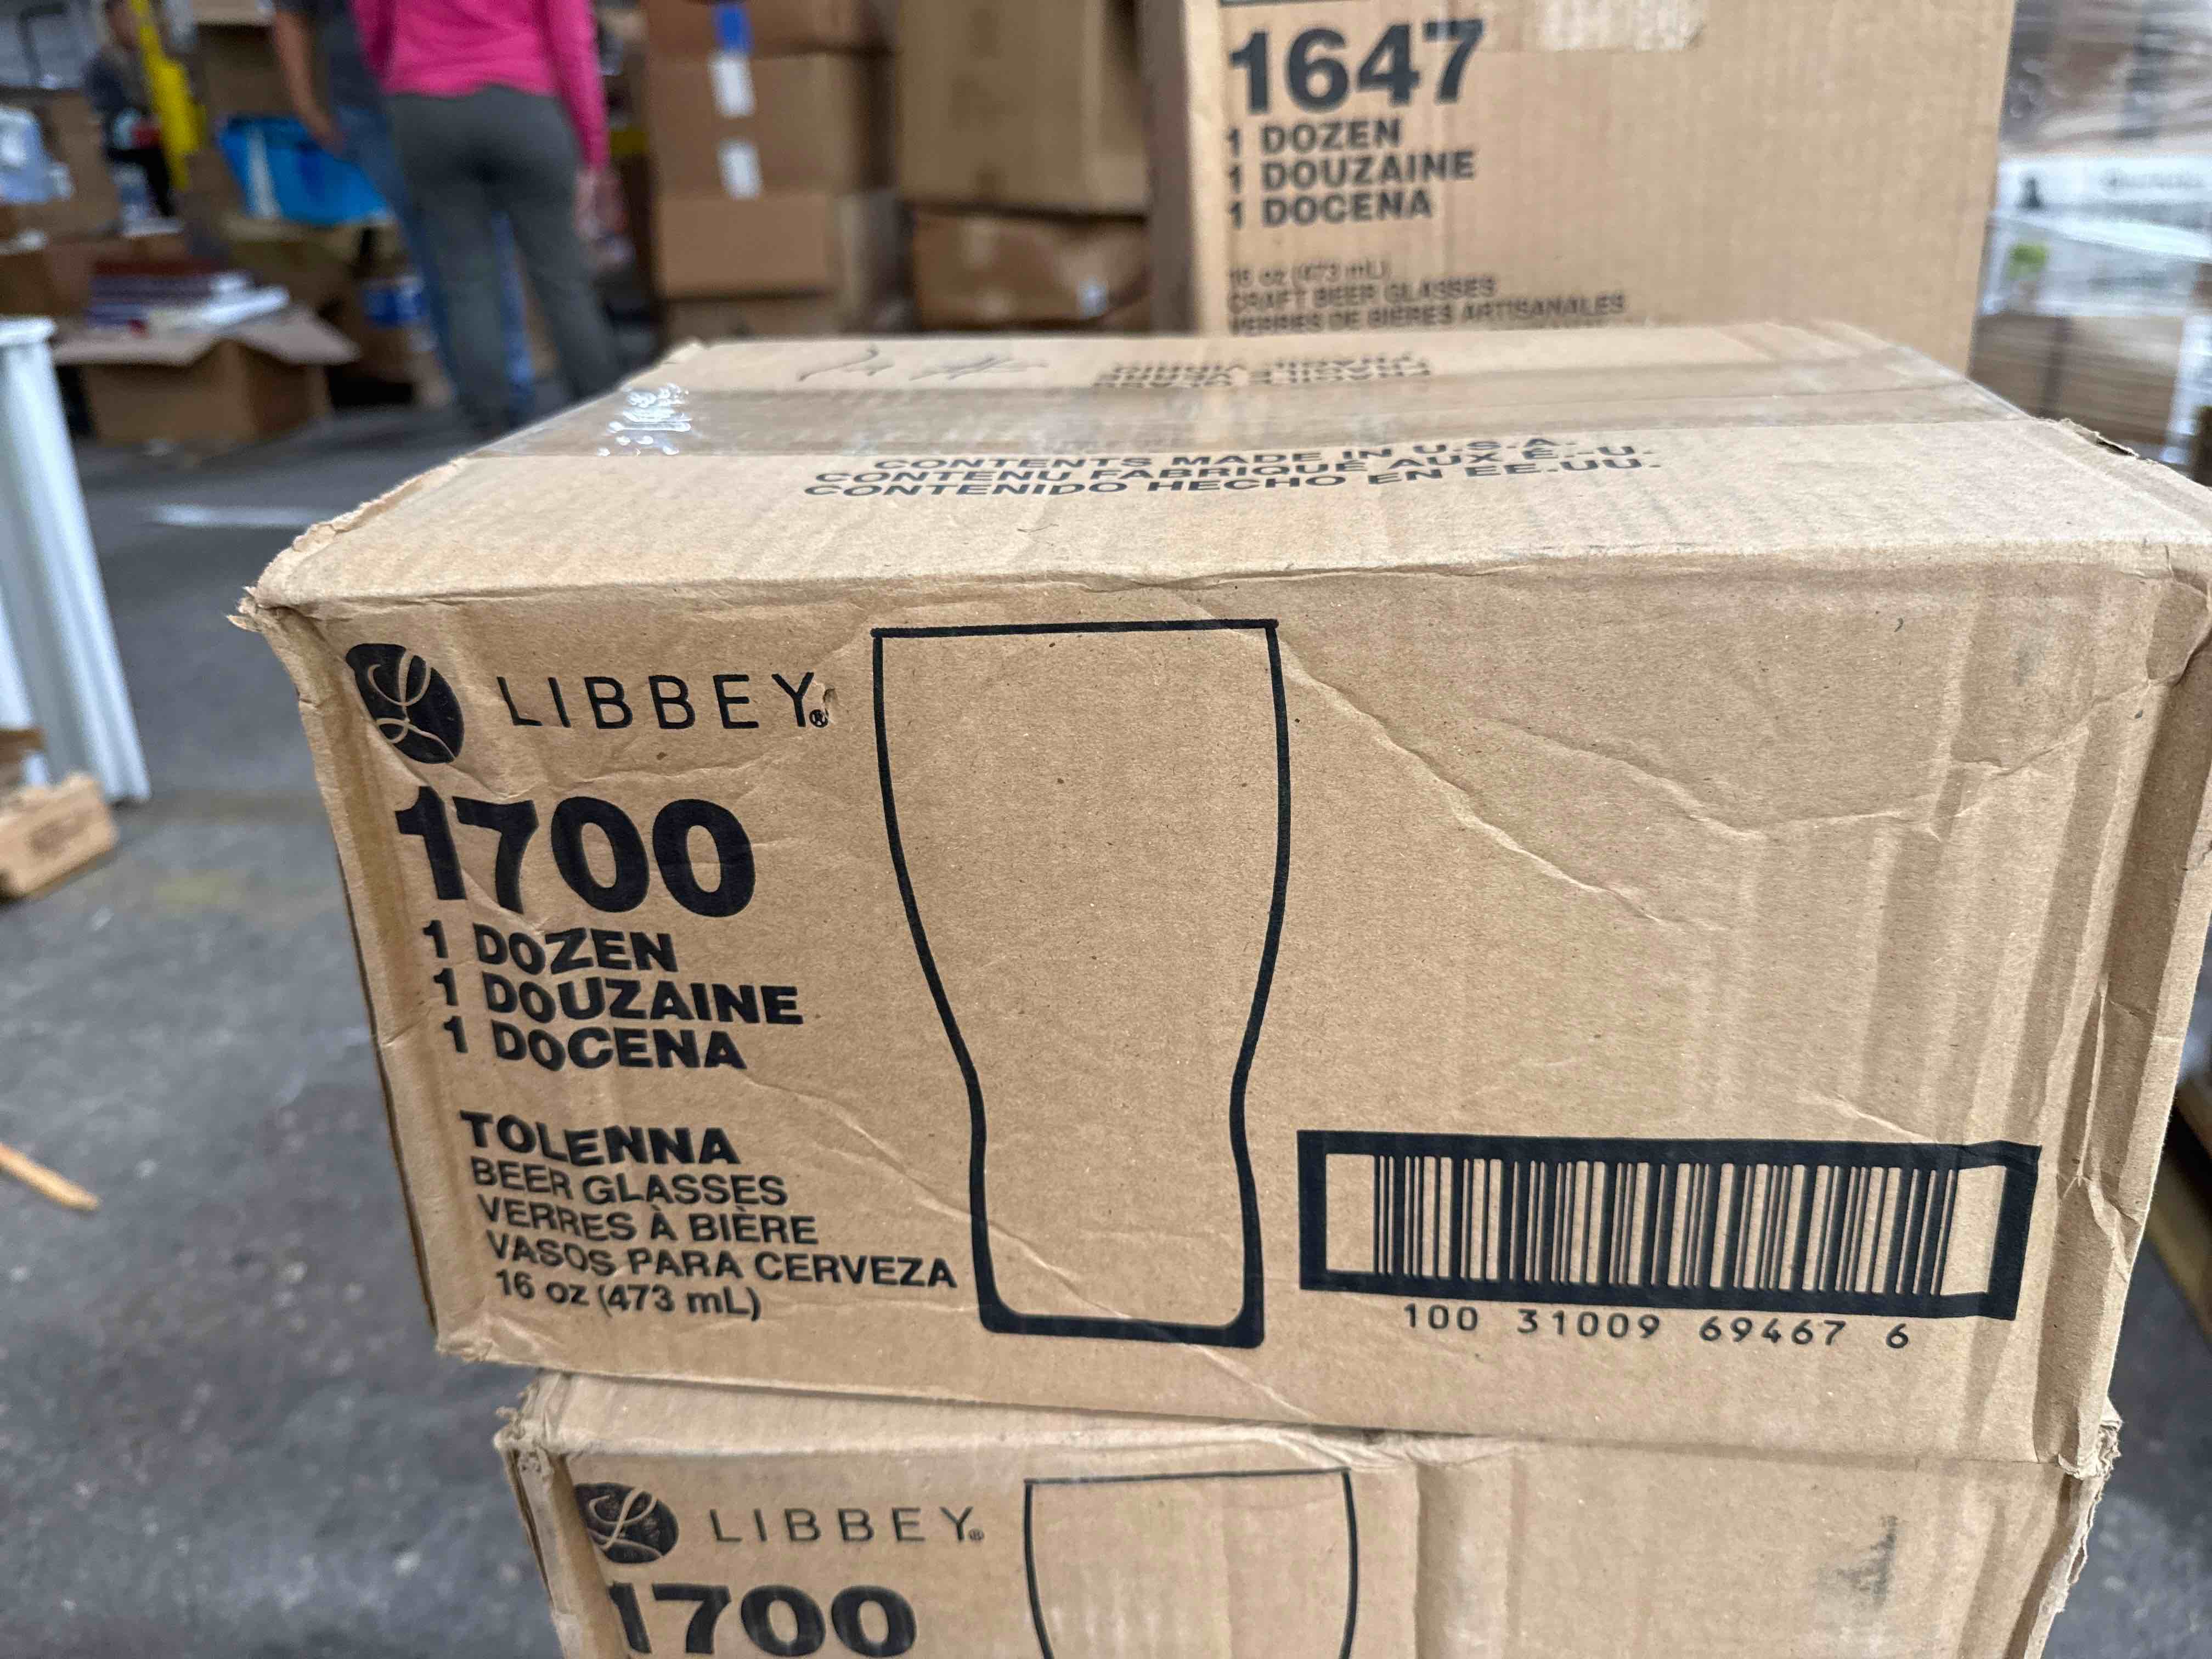 1647
1 DOZEN
1 DOUZAINE
1 DOCENA
16 oz (473 mL)
CRAFT BEER GLASSES
VERRES DE BIÈRES ARTISANALES
CONTENTS MADE IN U.S.A.
CONTENU FABRIQUÉ AUX É.-U.
CONTENIDO HECHO EN EE.UU.
LIBBEY®
1700
1 DOZEN
1 DOUZAINE
1 DOCENA
TOLENNA
BEER GLASSES
VERRES À BIÈRE
VASOS PARA CERVEZA
16 oz (473 mL)
100 31009 69467 6
LIBBEY®
1700